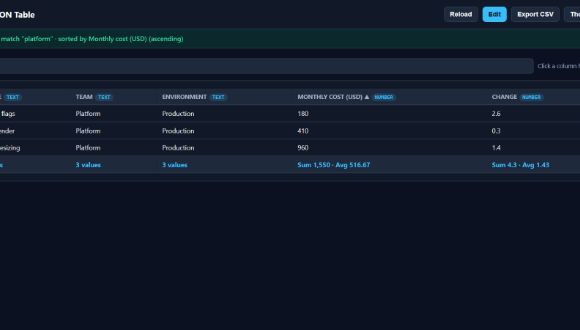 ON Table Reload Edit Export CSV The
match "platform" · sorted by Monthly cost (USD) (ascending)
Click a column h
E TEXT TEAM TEXT ENVIRONMENT TEXT MONTHLY COST (USD) ▲ NUMBER CHANGE NUMBER
flags Platform Production 180 2.6
ender Platform Production 410 0.3
esizing Platform Production 960 1.4
s 3 values 3 values Sum 1,550 · Avg 516.67 Sum 4.3 · Avg 1.43